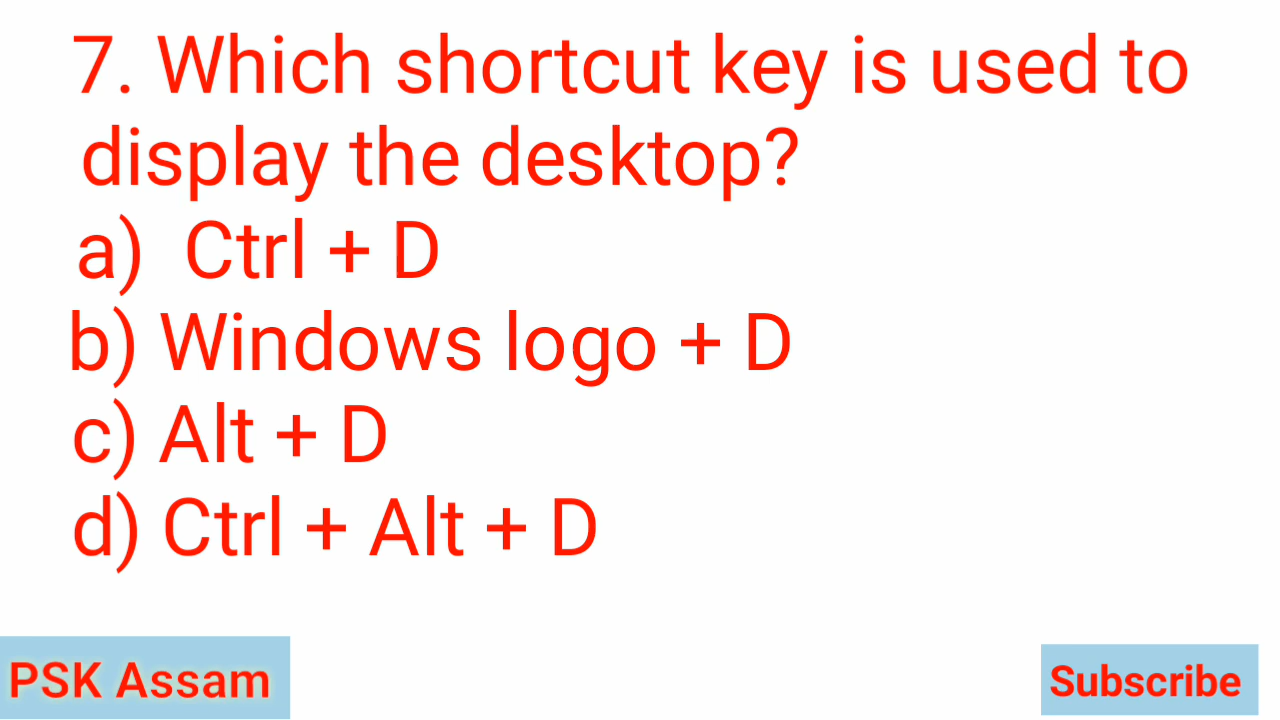 7. Which shortcut key is used to
display the desktop?
a) Ctrl + D
b) Windows logo + D
c) Alt + D
d) Ctrl + Alt + D
PSK Assam
Subscribe